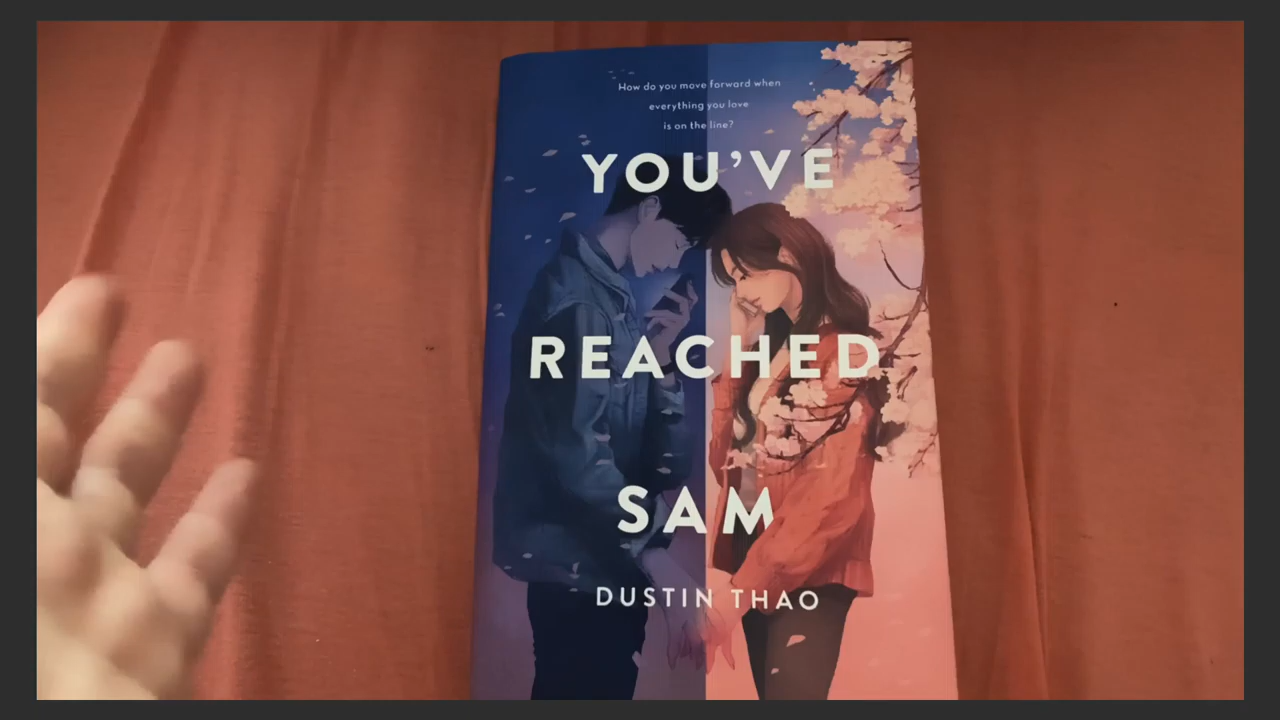 How do you move forward when
everything you love
is on the line?
YOU'VE
REACHED
SAM
DUSTIN THAO